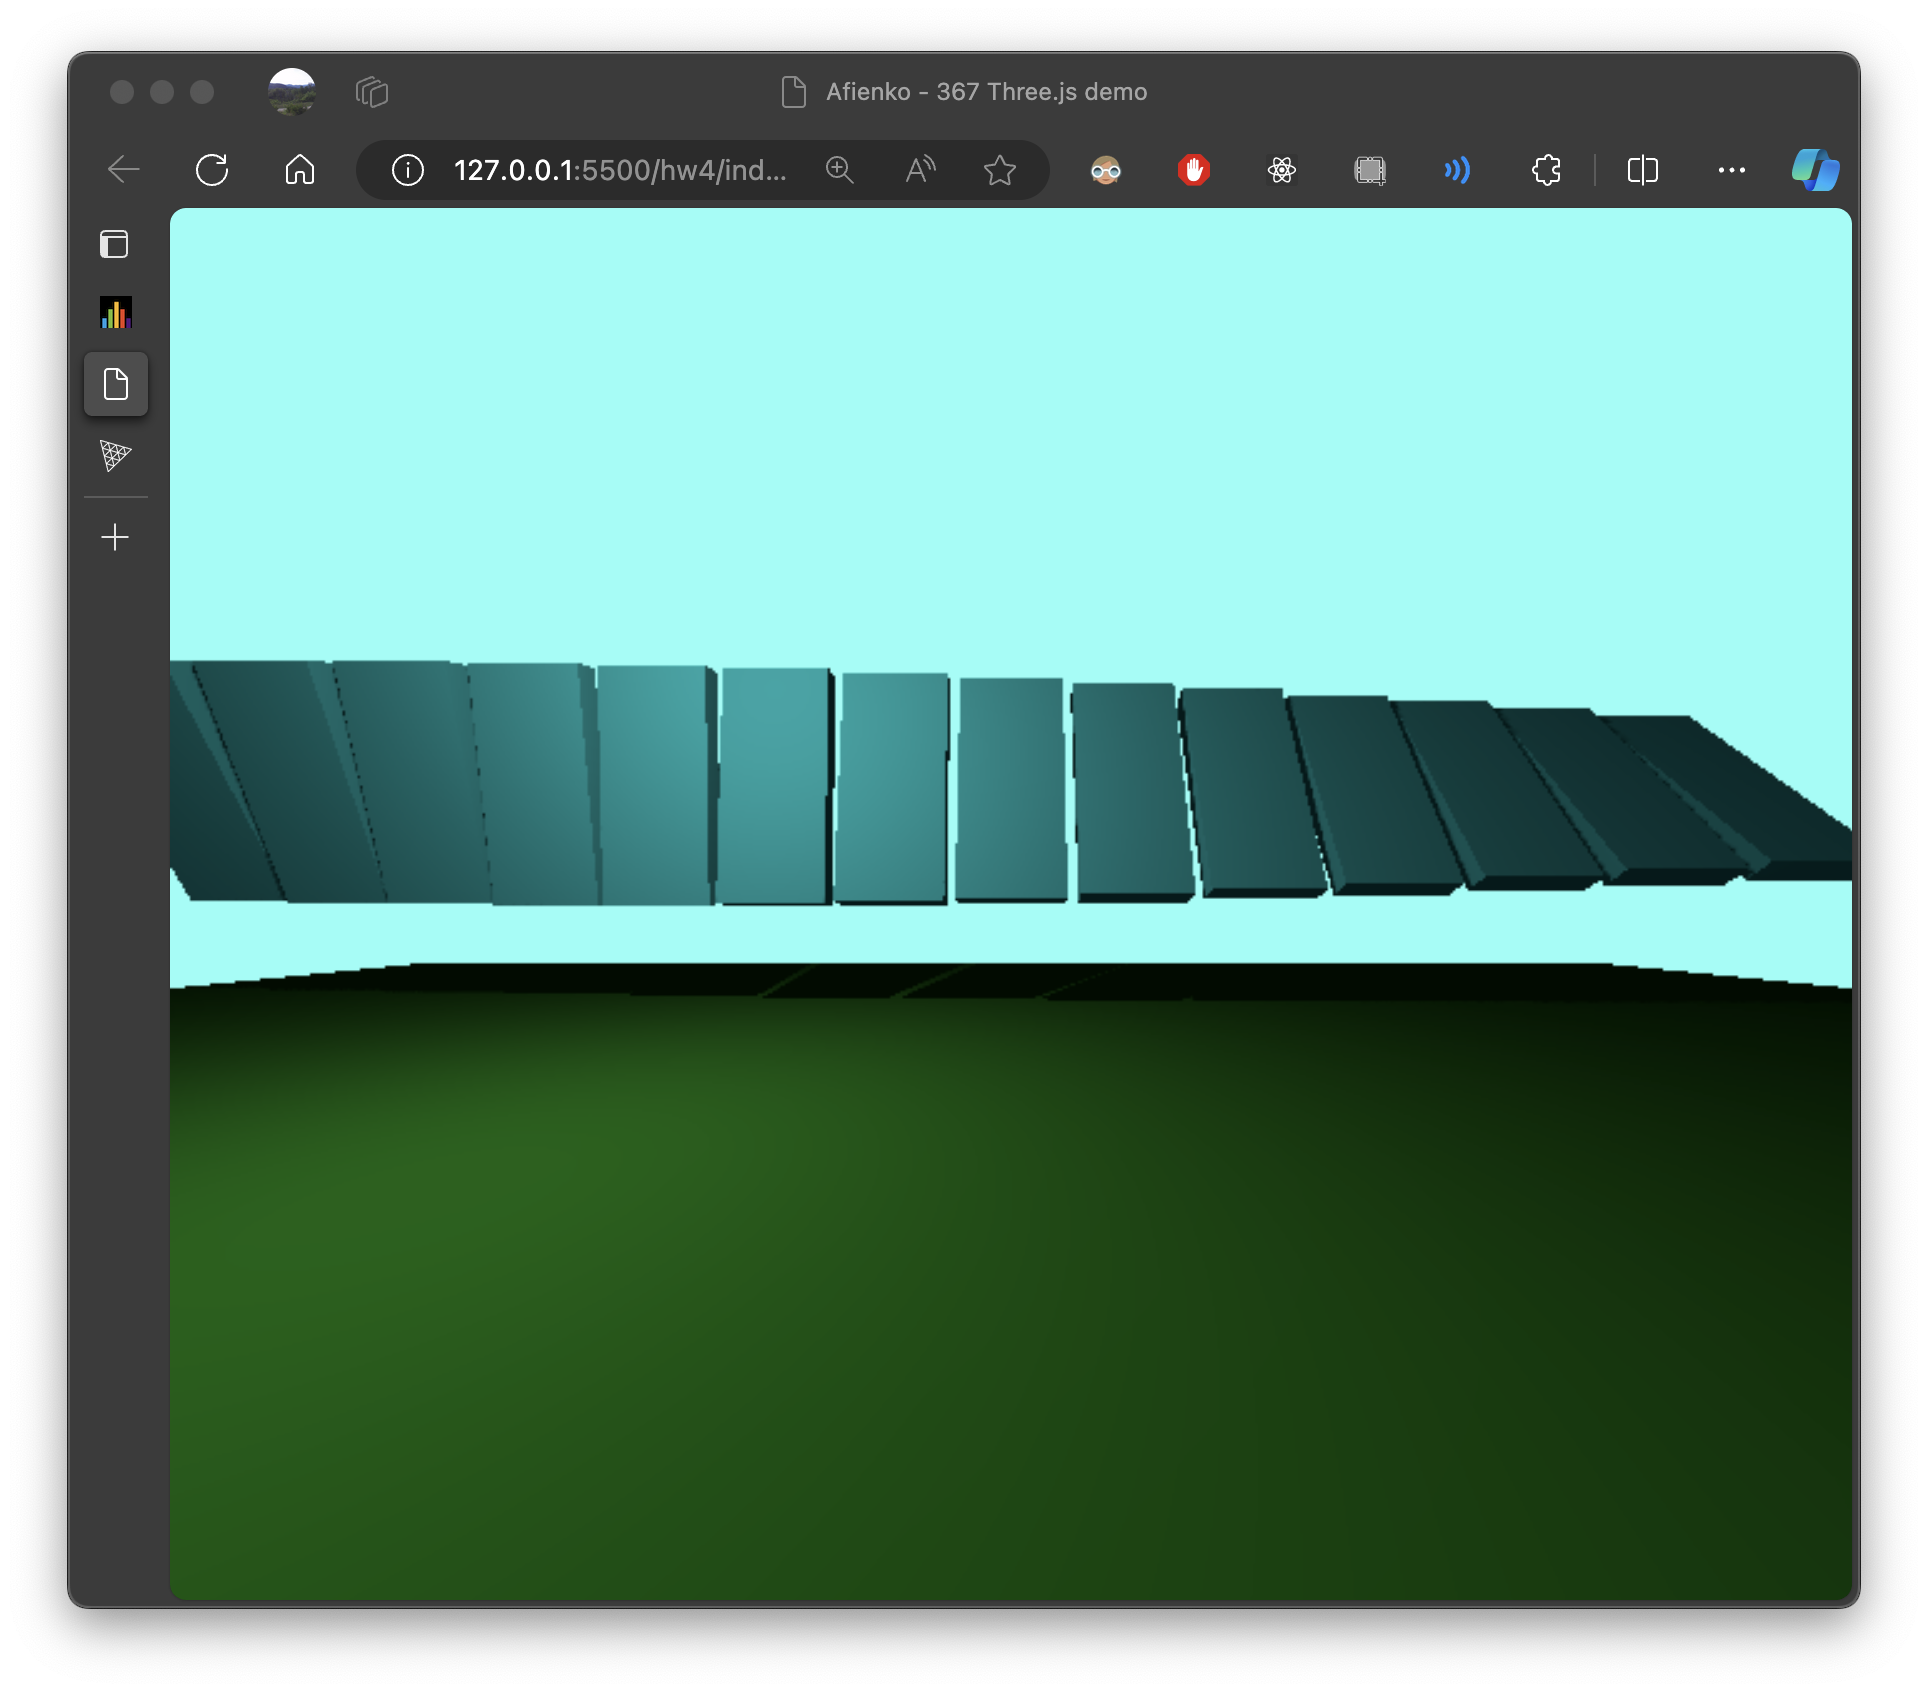 Afienko - 367 Three.js demo
127.0.0.1:5500/hw4/ind...